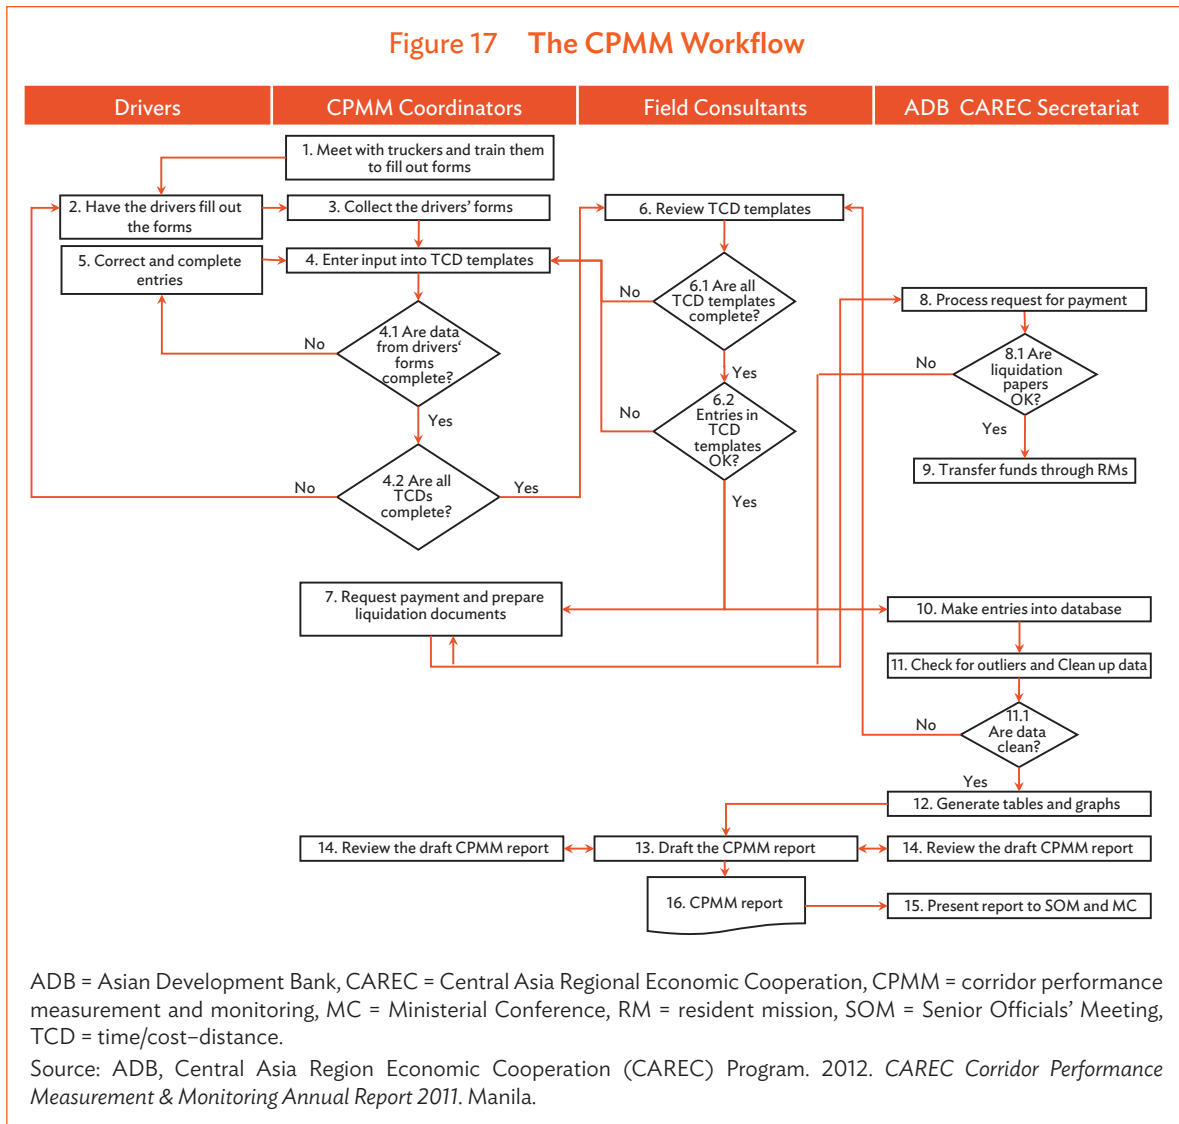 Figure 17 The CPMM Workflow
Drivers
CPMM Coordinators
Field Consultants
ADB CAREC Secretariat
1. Meet with truckers and train them
to fill out forms
2. Have the drivers fill out
the forms
3. Collect the drivers' forms
6. Review TCD templates
5. Correct and complete
entries
4. Enter input into TCD templates
6.1 Are all
TCD templates
complete?
No
Yes
8. Process request for payment
4.1 Are data
from drivers‘
forms
complete?
No
Yes
8.1 Are
liquidation
papers
OK?
No
Yes
6.2
Entries in
TCD
templates
OK?
No
Yes
9. Transfer funds through RMs
4.2 Are all
TCDs
complete?
No
Yes
7. Request payment and prepare
liquidation documents
10. Make entries into database
11. Check for outliers and Clean up data
11.1
Are data
clean?
No
Yes
12. Generate tables and graphs
14. Review the draft CPMM report
13. Draft the CPMM report
14. Review the draft CPMM report
16. CPMM report
15. Present report to SOM and MC
ADB = Asian Development Bank, CAREC = Central Asia Regional Economic Cooperation, CPMM = corridor performance
measurement and monitoring, MC = Ministerial Conference, RM = resident mission, SOM = Senior Officials' Meeting,
TCD = time/cost–distance.
Source: ADB, Central Asia Region Economic Cooperation (CAREC) Program. 2012. CAREC Corridor Performance
Measurement & Monitoring Annual Report 2011. Manila.